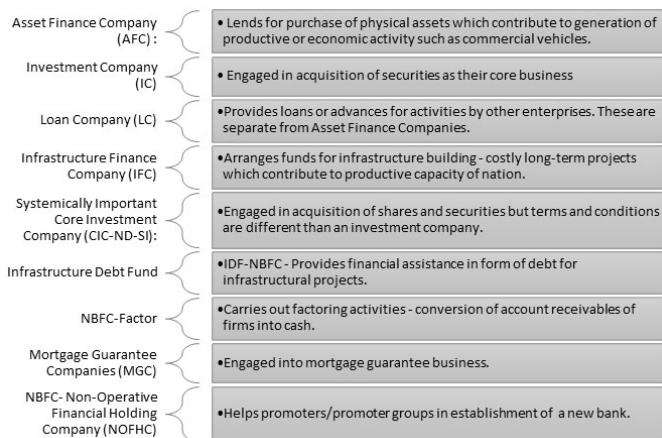 Asset Finance Company
(AFC) :
• Lends for purchase of physical assets which contribute to generation of
productive or economic activity such as commercial vehicles.
Investment Company
(IC)
• Engaged in acquisition of securities as their core business
Loan Company (LC)
•Provides loans or advances for activities by other enterprises. These are
separate from Asset Finance Companies.
Infrastructure Finance
Company (IFC)
•Arranges funds for infrastructure building - costly long-term projects
which contribute to productive capacity of nation.
Systemically Important
Core Investment
Company (CIC-ND-SI):
•Engaged in acquisition of shares and securities but terms and conditions
are different than an investment company.
Infrastructure Debt Fund
•IDF-NBFC - Provides financial assistance in form of debt for
infrastructural projects.
NBFC-Factor
•Carries out factoring activities - conversion of account receivables of
firms into cash.
Mortgage Guarantee
Companies (MGC)
•Engaged into mortgage guarantee business.
NBFC- Non-Operative
Financial Holding
Company (NOFHC)
•Helps promoters/promoter groups in establishment of a new bank.